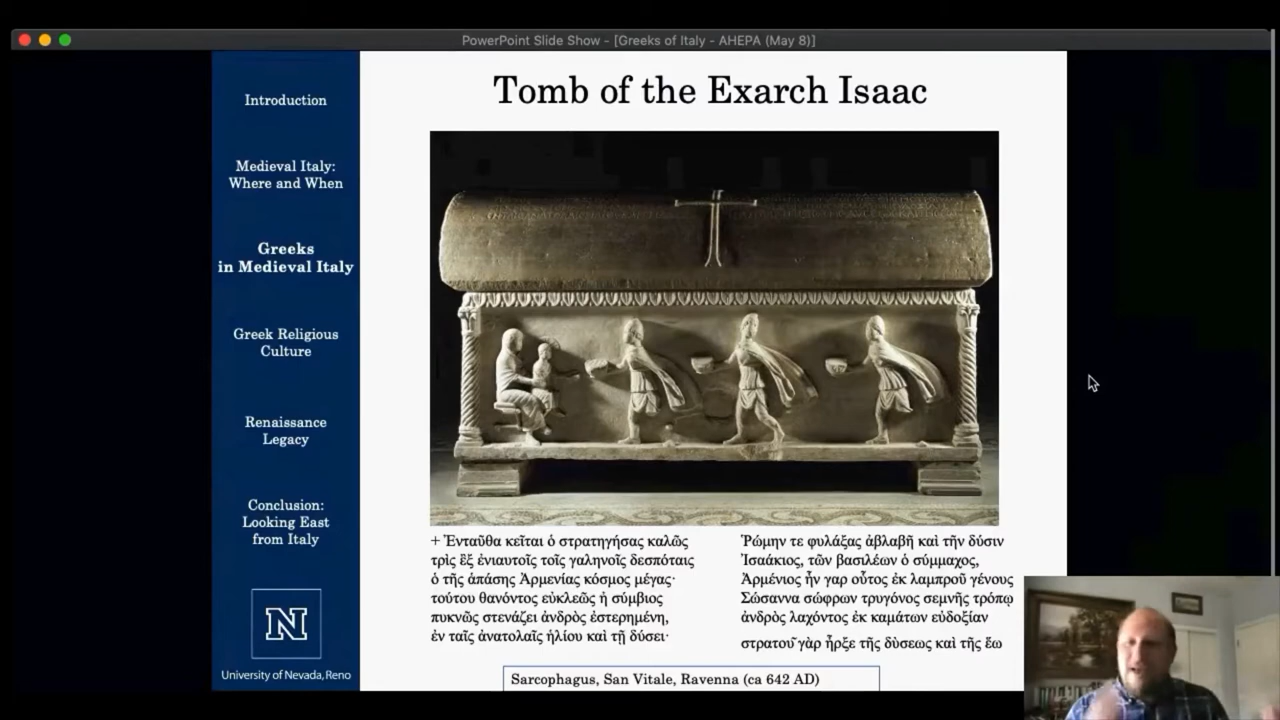 PowerPoint Slide Show - [Greeks of Italy - AHEPA (May 8)]
Introduction
Medieval Italy:
Where and When
Greeks
in Medieval Italy
Greek Religious
Culture
Renaissance
Legacy
Conclusion:
Looking East
from Italy
N
University of Nevada, Reno
Tomb of the Exarch Isaac
+ Ἐνταῦθα κεῖται ὁ στρατηγήσας καλῶς
τρὶς ἓξ ἐνιαυτοῖς τοῖς γαληνοῖς δεσπόταις
ὁ τῆς ἁπάσης Ἀρμενίας κόσμος μέγας·
τούτου θανόντος εὐκλεῶς ἡ σύμβιος
πυκνῶς στενάζει ἀνδρὸς ἐστερημένη,
ἐν ταῖς ἀνατολαῖς ἡλίου καὶ τῇ δύσει·
Ῥώμην τε φυλάξας ἀβλαβῆ καὶ τὴν δύσιν
Ἰσαάκιος, τῶν βασιλέων ὁ σύμμαχος,
Ἀρμένιος ἦν γαρ οὗτος ἐκ λαμπροῦ γένους
Σώσαννα σώφρων τρυγόνος σεμνῆς τρόπῳ
ἀνδρὸς λαχόντος ἐκ καμάτων εὐδοξίαν
στρατοῦ γὰρ ἦρξε τῆς δὺσεως καὶ τῆς ἕω
Sarcophagus, San Vitale, Ravenna (ca 642 AD)